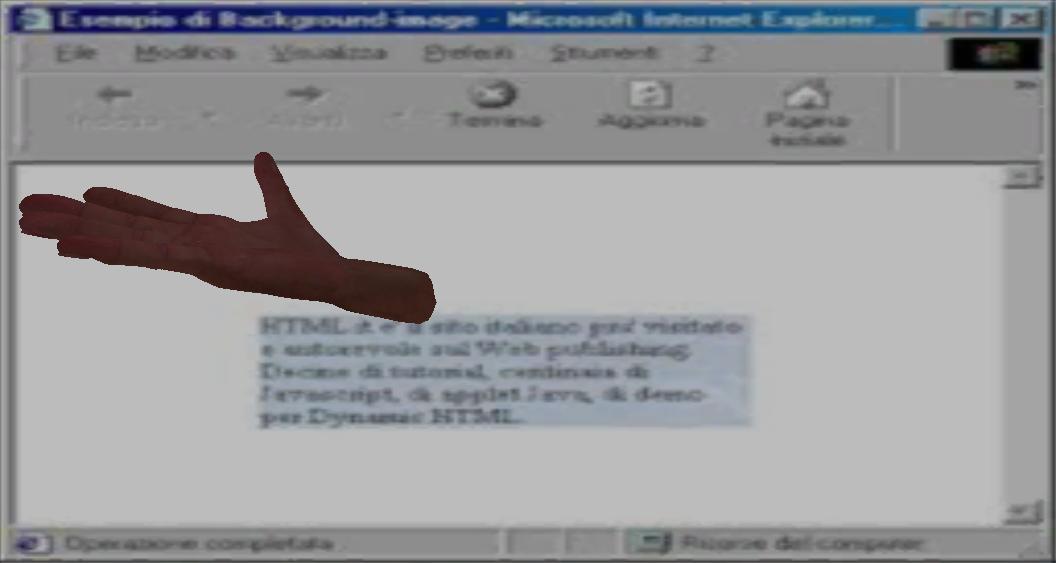 Esempio di Background-image - Microsoft Internet Explorer...
File Modifica Visualizza Preferiti Strumenti ?
Indietro Avanti Termina Aggiorna Pagina
iniziale
HTML.it e' il sito italiano piu' visitato
e autorevole sul Web publishing.
Decine di tutorial, centinaia di
Javascript, di applet Java, di demo
per Dynamic HTML.
Operazione completata Risorse del computer